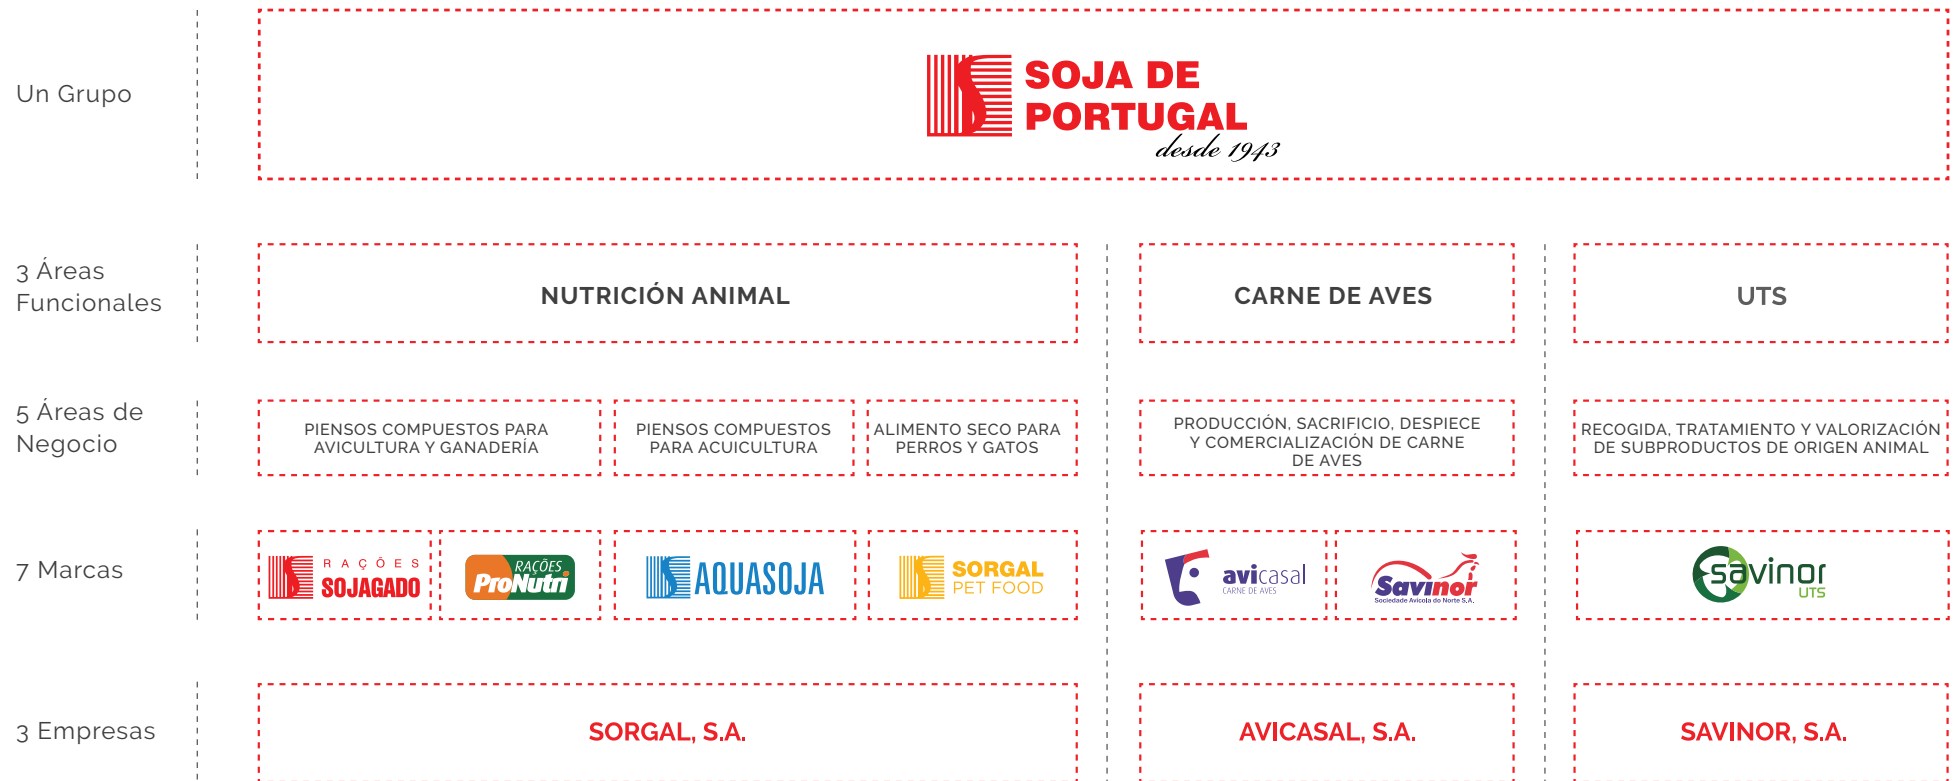 Un Grupo
SOJA DE
PORTUGAL
desde 1943
3 Áreas
Funcionales
NUTRICIÓN ANIMAL
CARNE DE AVES
UTS
5 Áreas de
Negocio
PIENSOS COMPUESTOS PARA
AVICULTURA Y GANADERÍA
PIENSOS COMPUESTOS
PARA ACUICULTURA
ALIMENTO SECO PARA
PERROS Y GATOS
PRODUCCIÓN, SACRIFICIO, DESPIECE
Y COMERCIALIZACIÓN DE CARNE
DE AVES
RECOGIDA, TRATAMIENTO Y VALORIZACIÓN
DE SUBPRODUCTOS DE ORIGEN ANIMAL
7 Marcas
RAÇÕES
SOJAGADO
RAÇÕES
ProNutri
AQUASOJA
SORGAL
PET FOOD
avicasal
CARNE DE AVES
Savinor
Sociedade Avícola do Norte S.A.
savinor
UTS
3 Empresas
SORGAL, S.A.
AVICASAL, S.A.
SAVINOR, S.A.